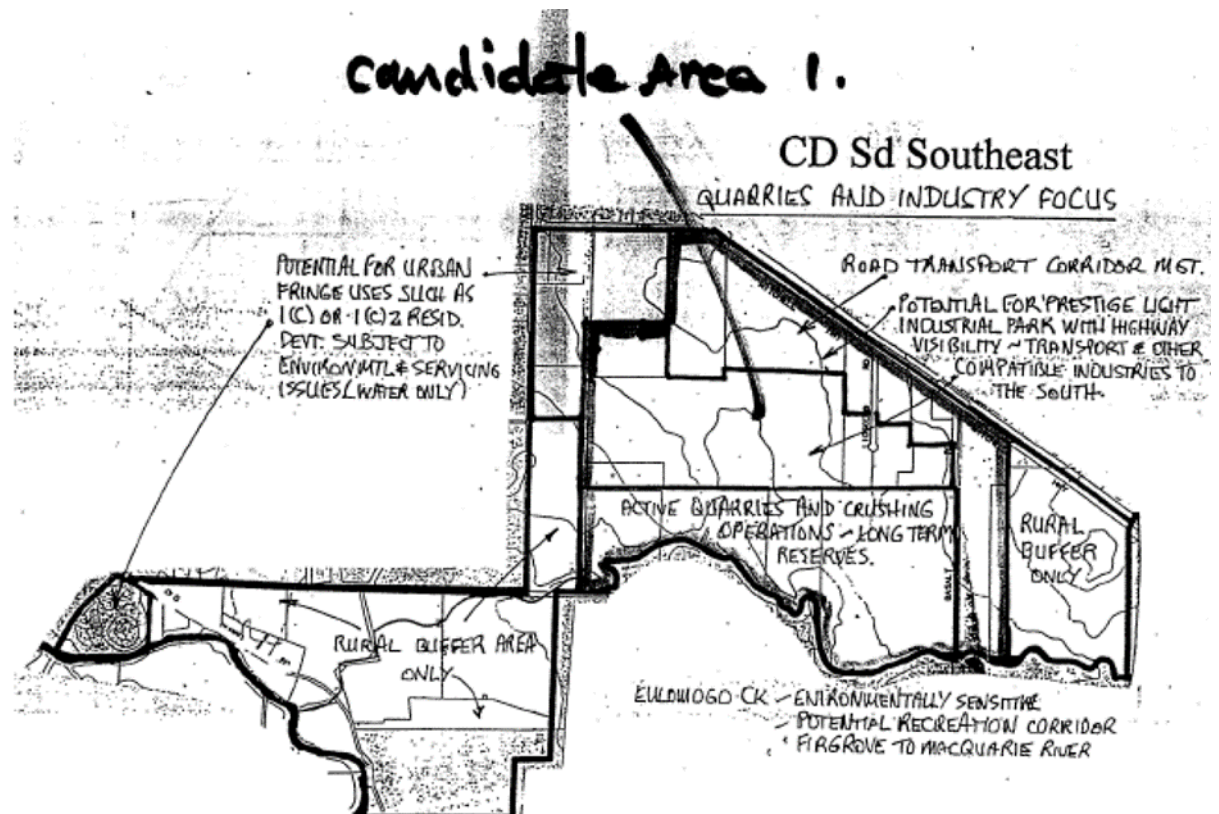 Candidate Area 1.
CD Sd Southeast
QUARRIES AND INDUSTRY FOCUS
POTENTIAL FOR URBAN
FRINGE USES SUCH AS
1(C) OR 1(C)2 RESID.
DEVT. SUBJECT TO
ENVIRONMTL & SERVICING
ISSUES (WATER ONLY)
ROAD TRANSPORT CORRIDOR MGT.
POTENTIAL FOR PRESTIGE LIGHT
INDUSTRIAL PARK WITH HIGHWAY
VISIBILITY ~ TRANSPORT & OTHER
COMPATIBLE INDUSTRIES TO
THE SOUTH.
ACTIVE QUARRIES AND CRUSHING
OPERATIONS ~ LONG TERM
RESERVES.
RURAL
BUFFER
ONLY
RURAL BUFFER AREA
ONLY
EULOMOGO CK ~ ENIRONMENTALLY SENSITIVE
~ POTENTIAL RECREATION CORRIDOR
FIRGROVE TO MACQUARIE RIVER